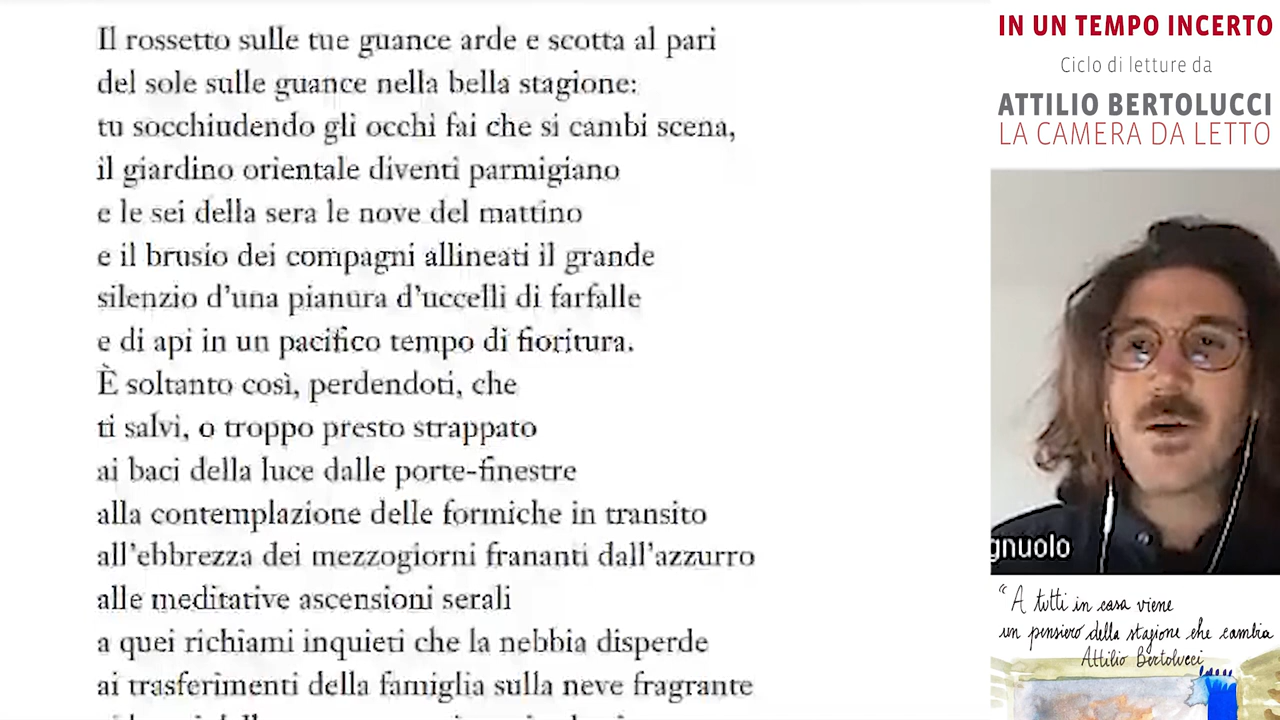 Il rossetto sulle tue guance arde e scotta al pari
del sole sulle guance nella bella stagione:
tu socchiudendo gli occhi fai che si cambi scena,
il giardino orientale diventi parmigiano
e le sei della sera le nove del mattino
e il brusio dei compagni allineati il grande
silenzio d'una pianura d'uccelli di farfalle
e di api in un pacifico tempo di fioritura.
È soltanto così, perdendoti, che
ti salvi, o troppo presto strappato
ai baci della luce dalle porte-finestre
alla contemplazione delle formiche in transito
all'ebbrezza dei mezzogiorni frananti dall'azzurro
alle meditative ascensioni serali
a quei richiami inquieti che la nebbia disperde
ai trasferimenti della famiglia sulla neve fragrante
IN UN TEMPO INCERTO
Ciclo di letture da
ATTILIO BERTOLUCCI
LA CAMERA DA LETTO
gnuolo
"A tutti in casa viene
un pensiero della stagione che cambia
Attilio Bertolucci